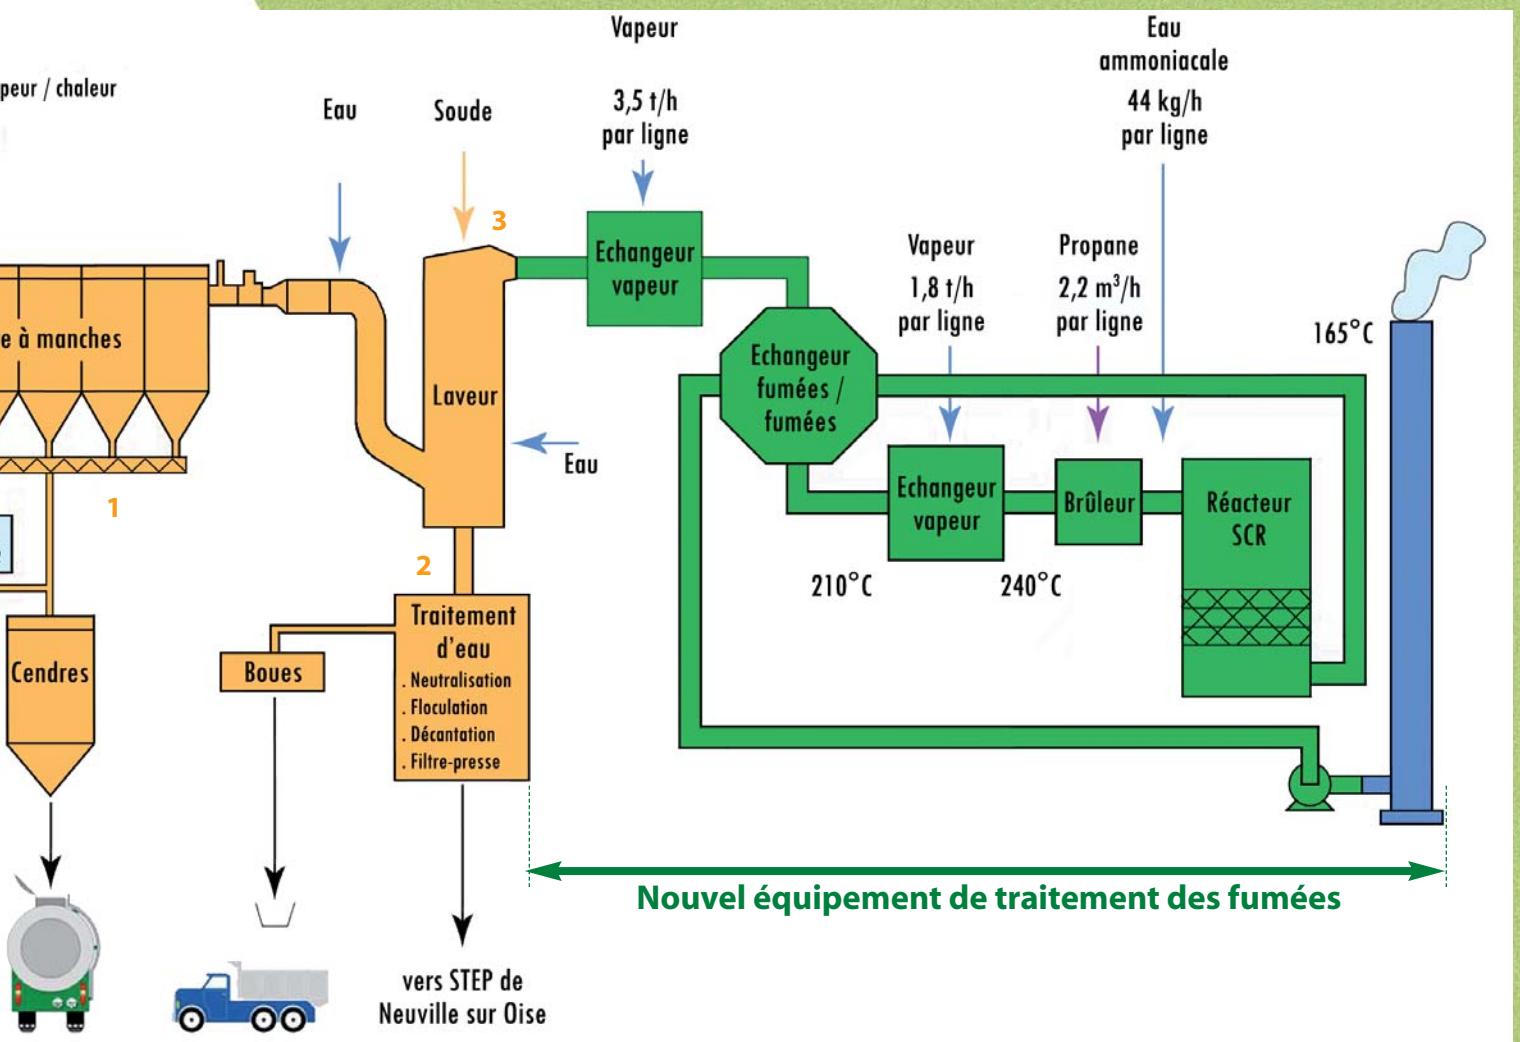 Vapeur
3,5 t/h
par ligne
Eau
ammoniacale
44 kg/h
par ligne
peur / chaleur
Eau
Soude
3
Echangeur
vapeur
Vapeur
1,8 t/h
par ligne
Propane
2,2 m³/h
par ligne
165°C
e à manches
Laveur
Eau
Echangeur
fumées /
fumées
Echangeur
vapeur
Brûleur
Réacteur
SCR
210°C
240°C
1
2
Cendres
Boues
Traitement
d'eau
. Neutralisation
. Floculation
. Décantation
. Filtre-presse
Nouvel équipement de traitement des fumées
vers STEP de
Neuville sur Oise